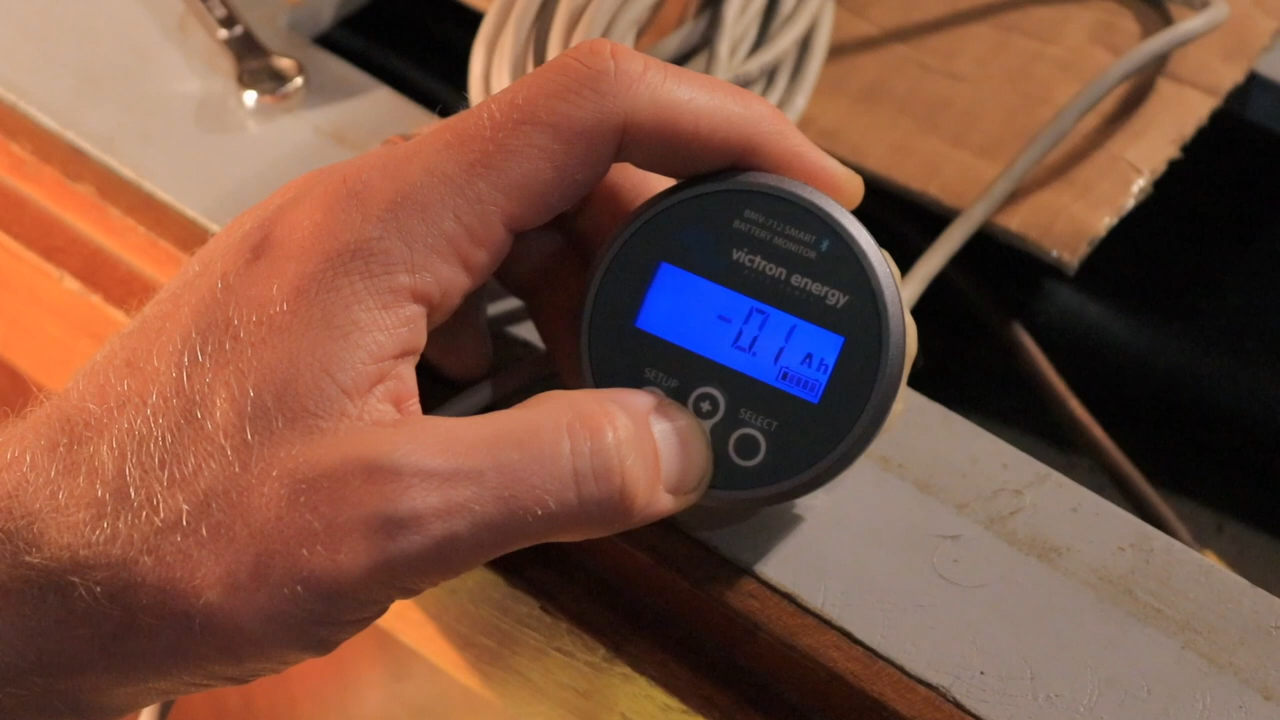 BMV-712 SMART
BATTERY MONITOR
victron energy
-0.1 Ah
SETUP
+
SELECT